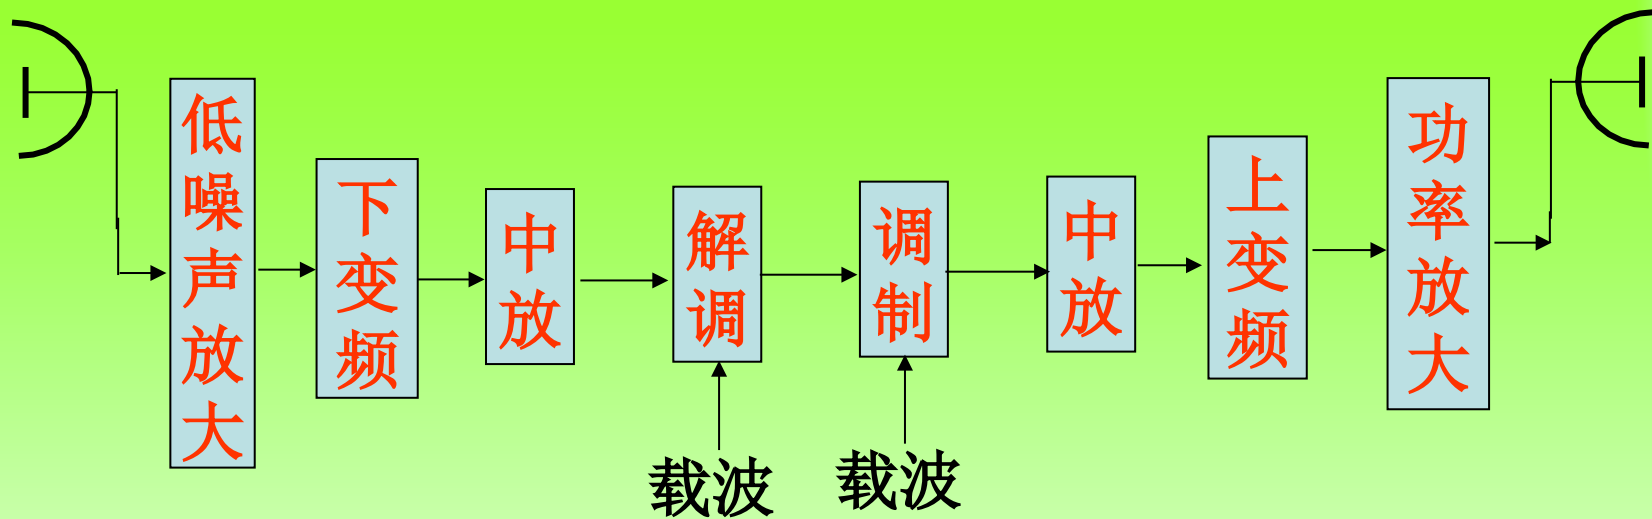 低噪声放大
下变频
中放
解调
调制
中放
上变频
功率放大
载波
载波